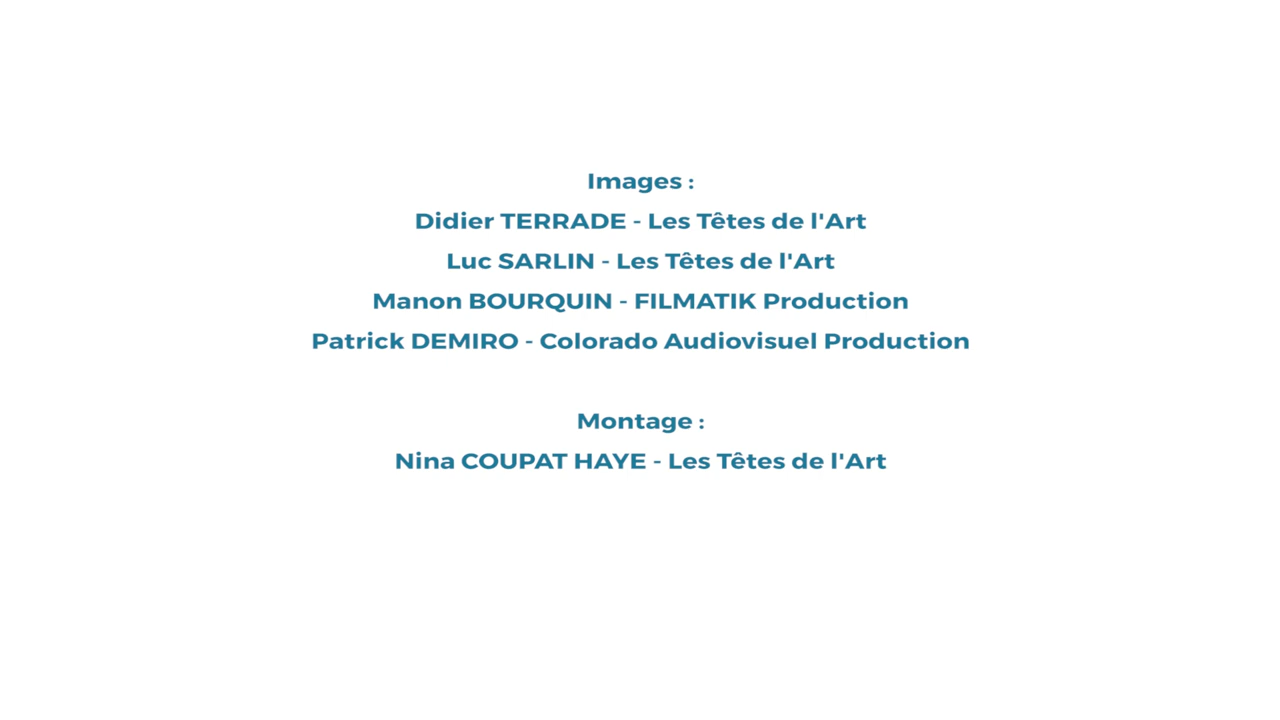 Images :
Didier TERRADE - Les Têtes de l'Art
Luc SARLIN - Les Têtes de l'Art
Manon BOURQUIN - FILMATIK Production
Patrick DEMIRO - Colorado Audiovisuel Production
Montage :
Nina COUPAT HAYE - Les Têtes de l'Art